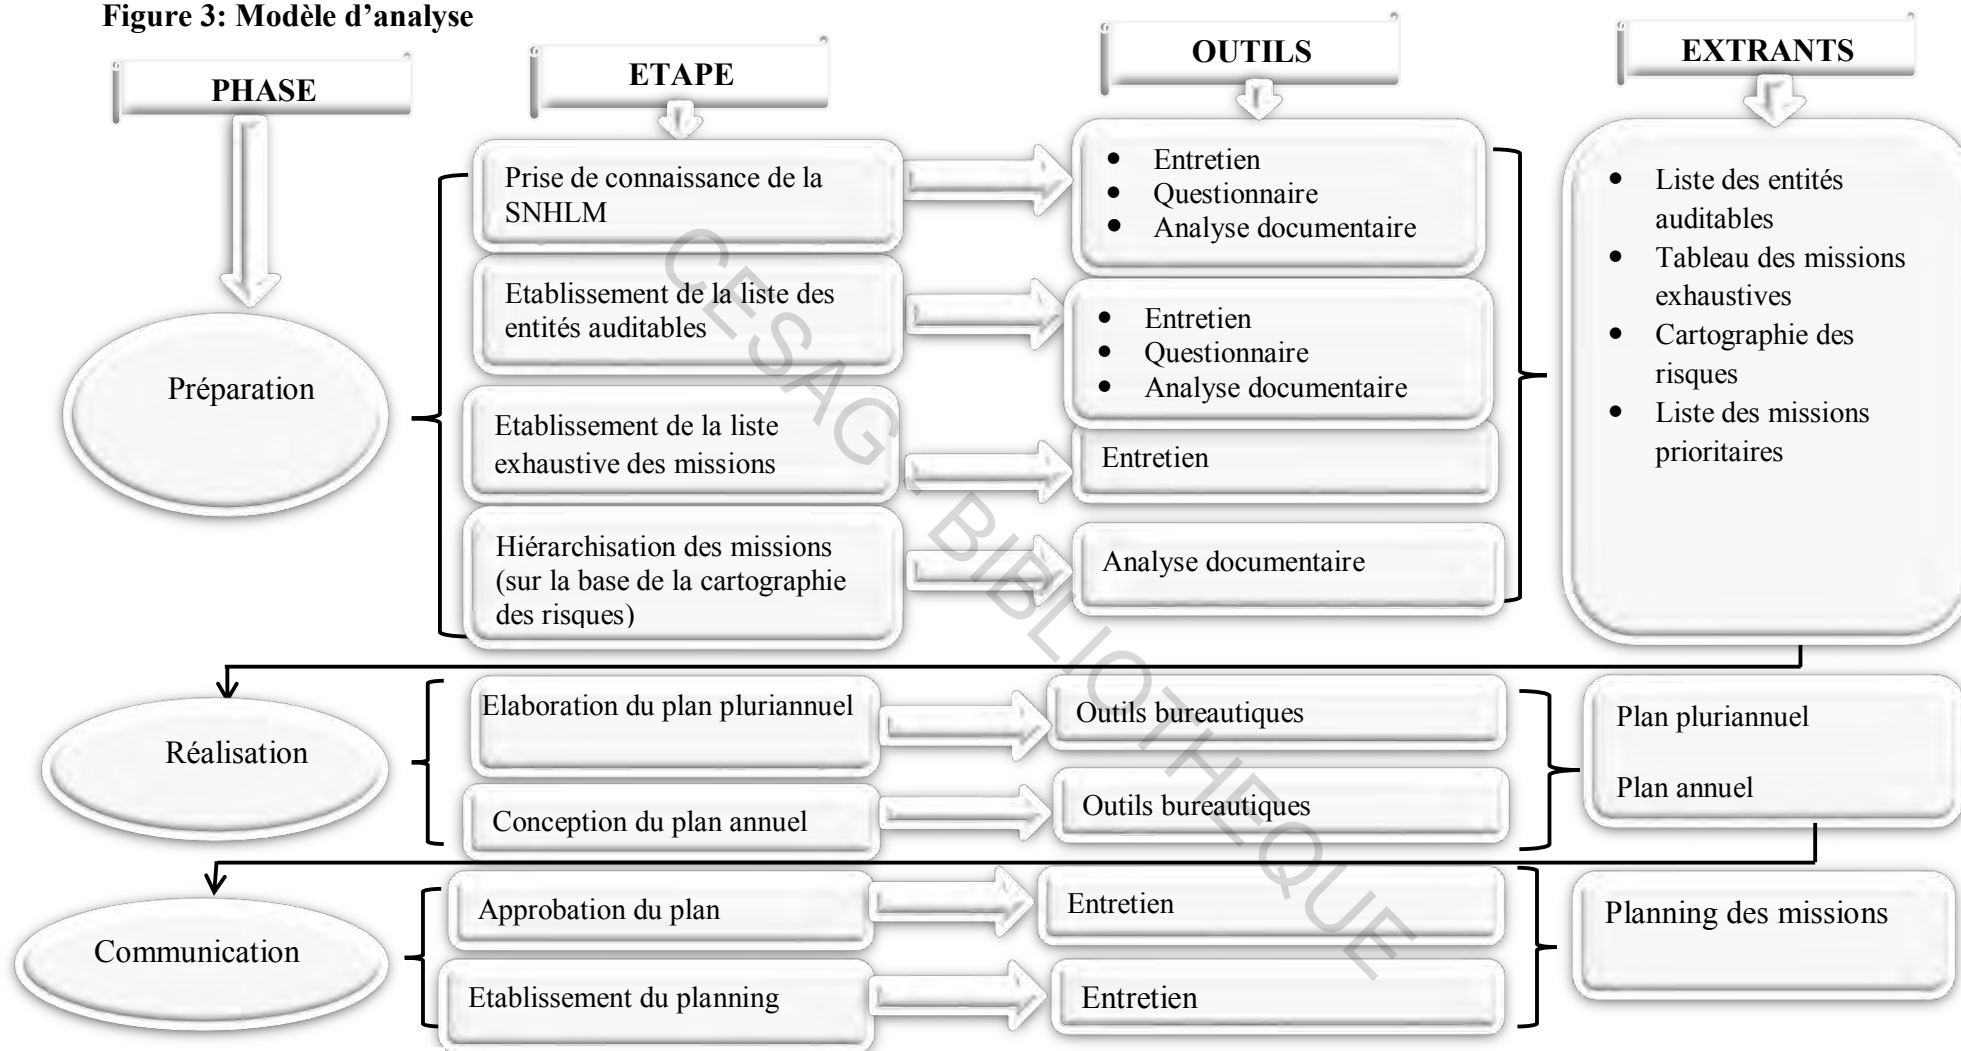 Figure 3: Modèle d'analyse
PHASE
ETAPE
OUTILS
EXTRANTS
Préparation
Prise de connaissance de la
SNHLM
• Entretien
• Questionnaire
• Analyse documentaire
Etablissement de la liste des
entités auditables
• Entretien
• Questionnaire
• Analyse documentaire
Etablissement de la liste
exhaustive des missions
Entretien
Hiérarchisation des missions
(sur la base de la cartographie
des risques)
Analyse documentaire
• Liste des entités
auditables
• Tableau des missions
exhaustives
• Cartographie des
risques
• Liste des missions
prioritaires
Réalisation
Elaboration du plan pluriannuel
Outils bureautiques
Conception du plan annuel
Outils bureautiques
Plan pluriannuel
Plan annuel
Communication
Approbation du plan
Entretien
Etablissement du planning
Entretien
Planning des missions
CESAG - BIBLIOTHEQUE